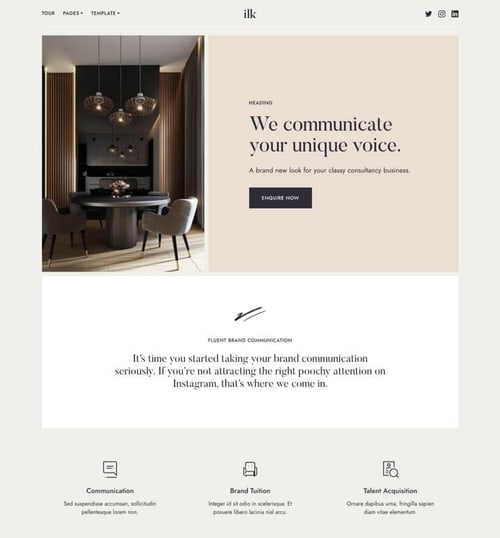 TOUR PAGES TEMPLATE
ilk
HEADING
We communicate
your unique voice.
A brand new look for your classy consultancy business.
ENQUIRE NOW
FLUENT BRAND COMMUNICATION
It's time you started taking your brand communication
seriously. If you're not attracting the right poochy attention on
Instagram, that's where we come in.
Communication
Sed suspendisse accumsan, sollicitudin
pellentesque lorem non.
Brand Tuition
Integer id sit odio in scelerisque. Et
posuere libero lacinia nisl arcu.
Talent Acquisition
Ornare dapibus urna, fringilla sapien
diam vitae elementum.